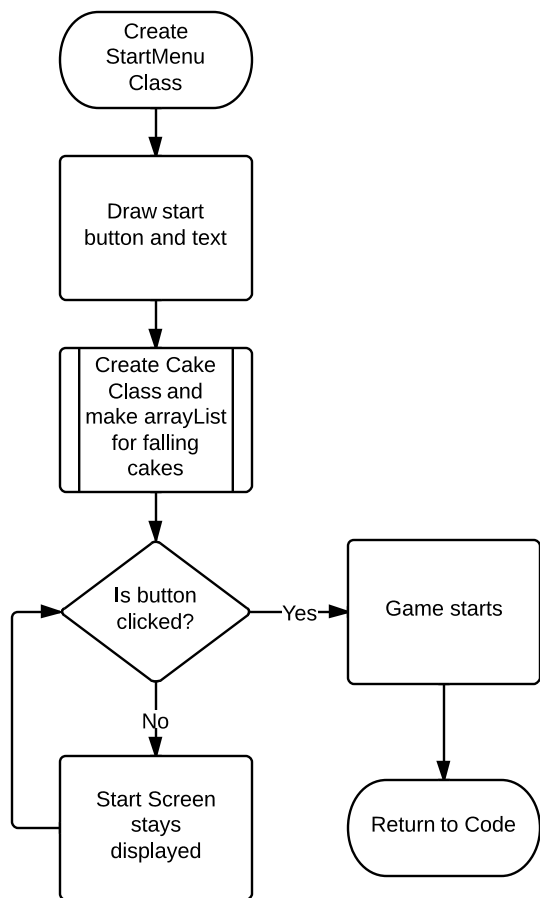 Create
StartMenu
Class
Draw start
button and text
Create Cake
Class and
make arrayList
for falling
cakes
Is button
clicked?
Yes
Game starts
No
Start Screen
stays
displayed
Return to Code